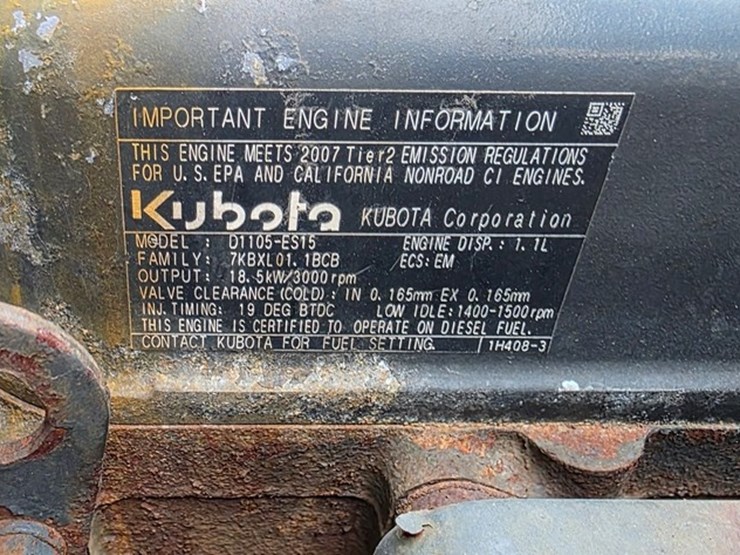 IMPORTANT ENGINE INFORMATION
THIS ENGINE MEETS 2007 Tier2 EMISSION REGULATIONS
FOR U.S. EPA AND CALIFORNIA NONROAD CI ENGINES.
Kubota KUBOTA Corporation
MODEL : D1105-ES15 ENGINE DISP. : 1.1L
FAMILY : 7KBXL01.1BCB ECS: EM
OUTPUT : 18.5kW/3000rpm
VALVE CLEARANCE (COLD) : IN 0.165mm EX 0.165mm
INJ. TIMING: 19 DEG BTDC LOW IDLE:1400-1500rpm
THIS ENGINE IS CERTIFIED TO OPERATE ON DIESEL FUEL.
CONTACT KUBOTA FOR FUEL SETTING. 1H408-3